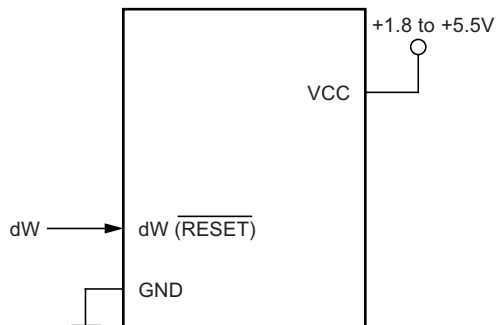 +1.8 to +5.5V
VCC
dW
dW (RESET)
GND